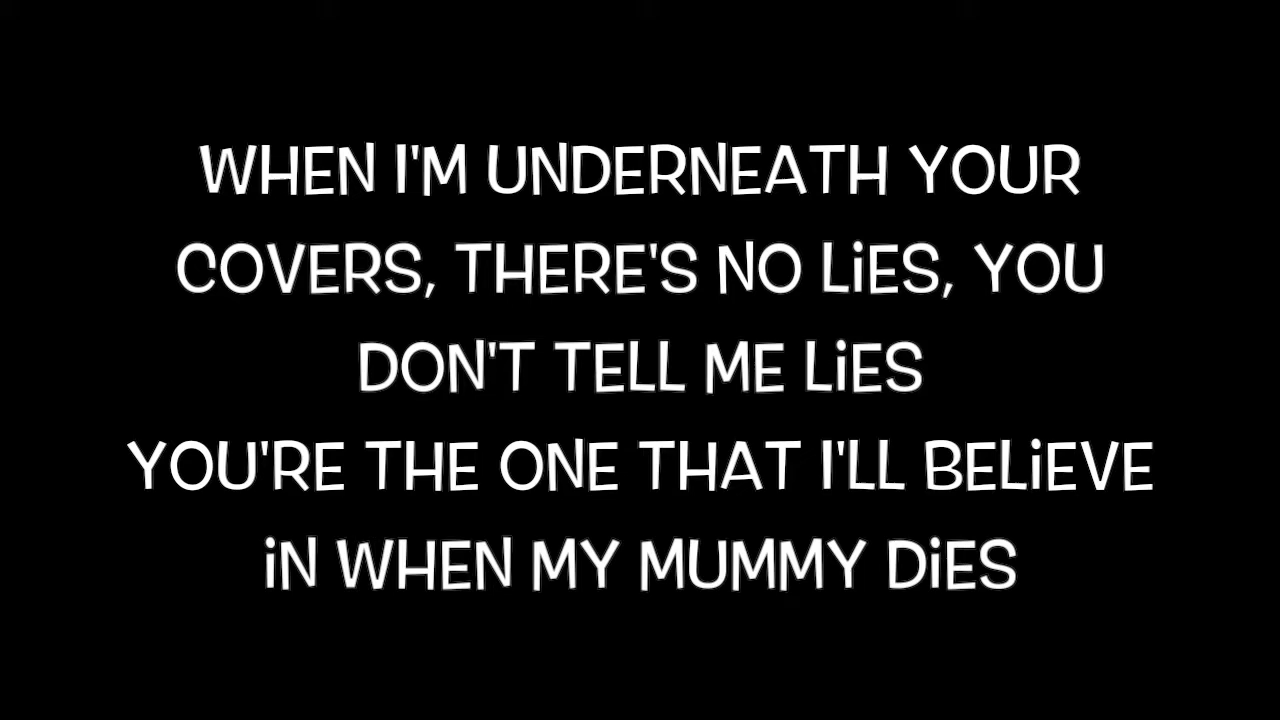 WHEN I'M UNDERNEATH YOUR
COVERS, THERE'S NO LiES, YOU
DON'T TELL ME LiES
YOU'RE THE ONE THAT I'LL BELiEVE
iN WHEN MY MUMMY DiES